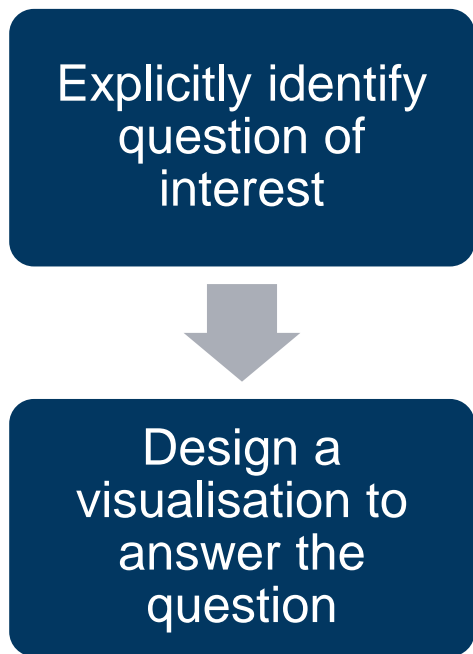 Explicitly identify
question of
interest
Design a
visualisation to
answer the
question